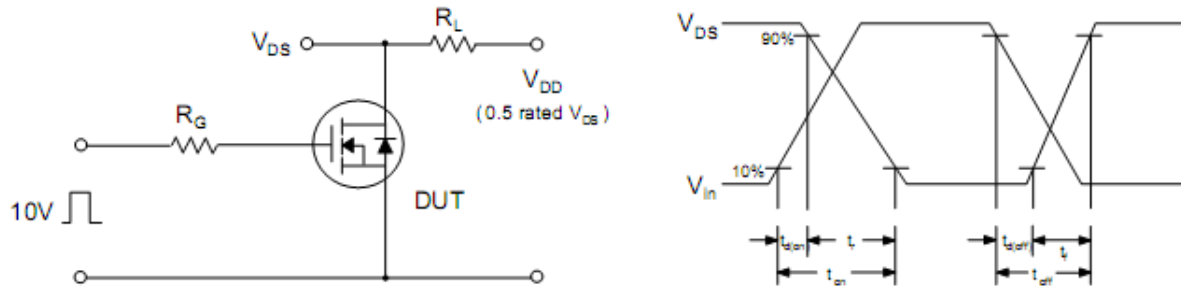 R_L
V_DS
V_DD
(0.5 rated V_DS)
R_G
DUT
10V
V_DS
90%
10%
V_in
t_d(on)
t_r
t_on
t_d(off)
t_f
t_off